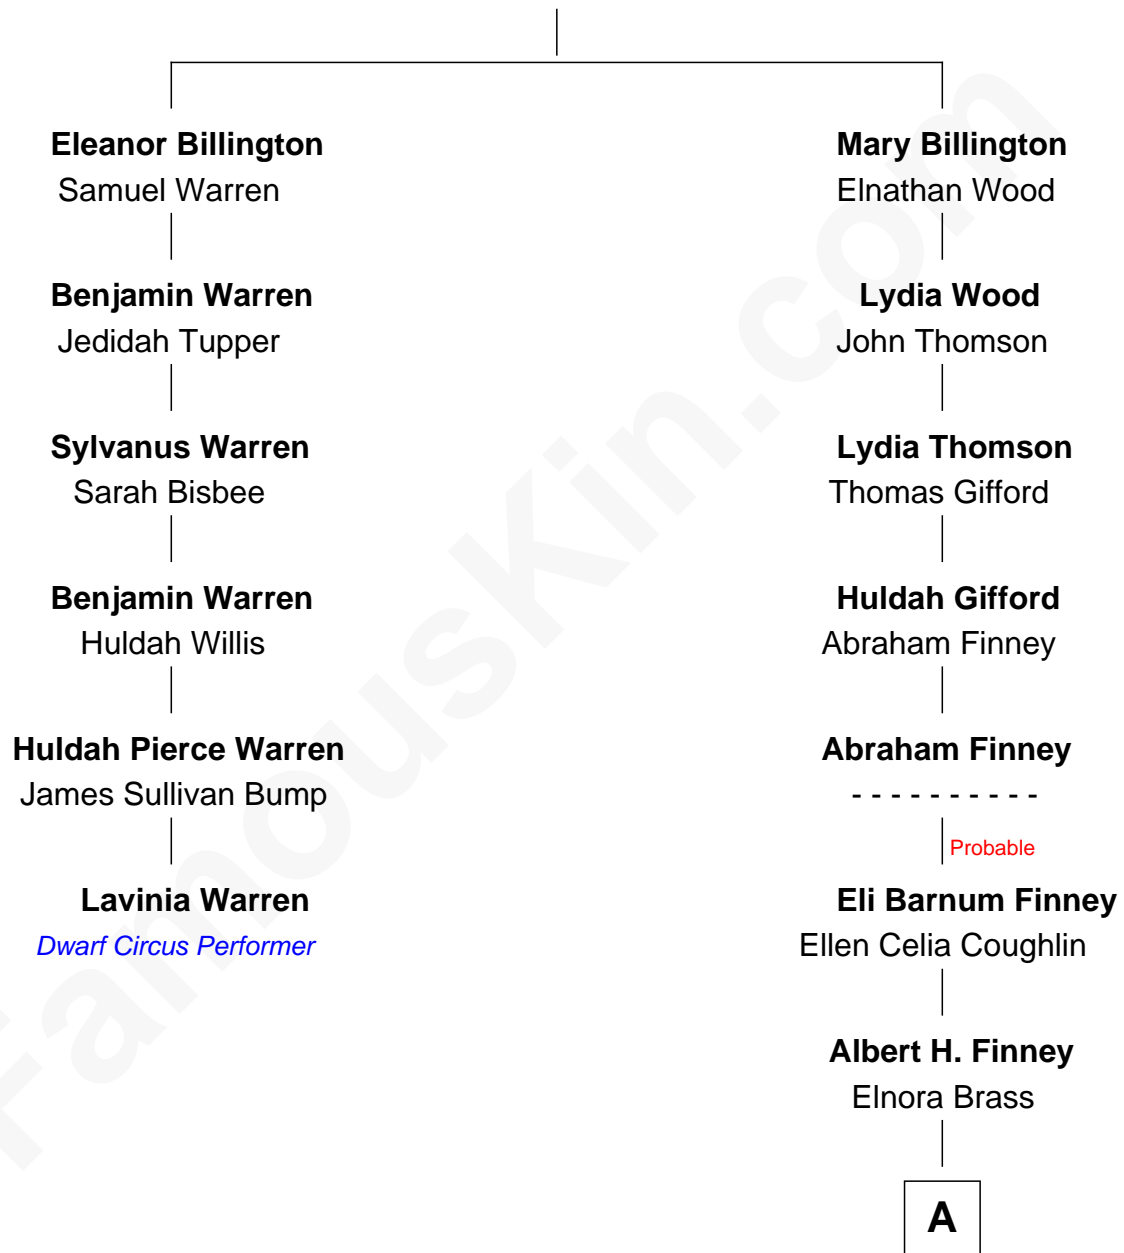 Eleanor Billington
Samuel Warren
Benjamin Warren
Jedidah Tupper
Sylvanus Warren
Sarah Bisbee
Benjamin Warren
Huldah Willis
Huldah Pierce Warren
James Sullivan Bump
Lavinia Warren
Dwarf Circus Performer
Mary Billington
Elnathan Wood
Lydia Wood
John Thomson
Lydia Thomson
Thomas Gifford
Huldah Gifford
Abraham Finney
Abraham Finney
- - - - - - - - - -
Probable
Eli Barnum Finney
Ellen Celia Coughlin
Albert H. Finney
Elnora Brass
A
FamousKin.com